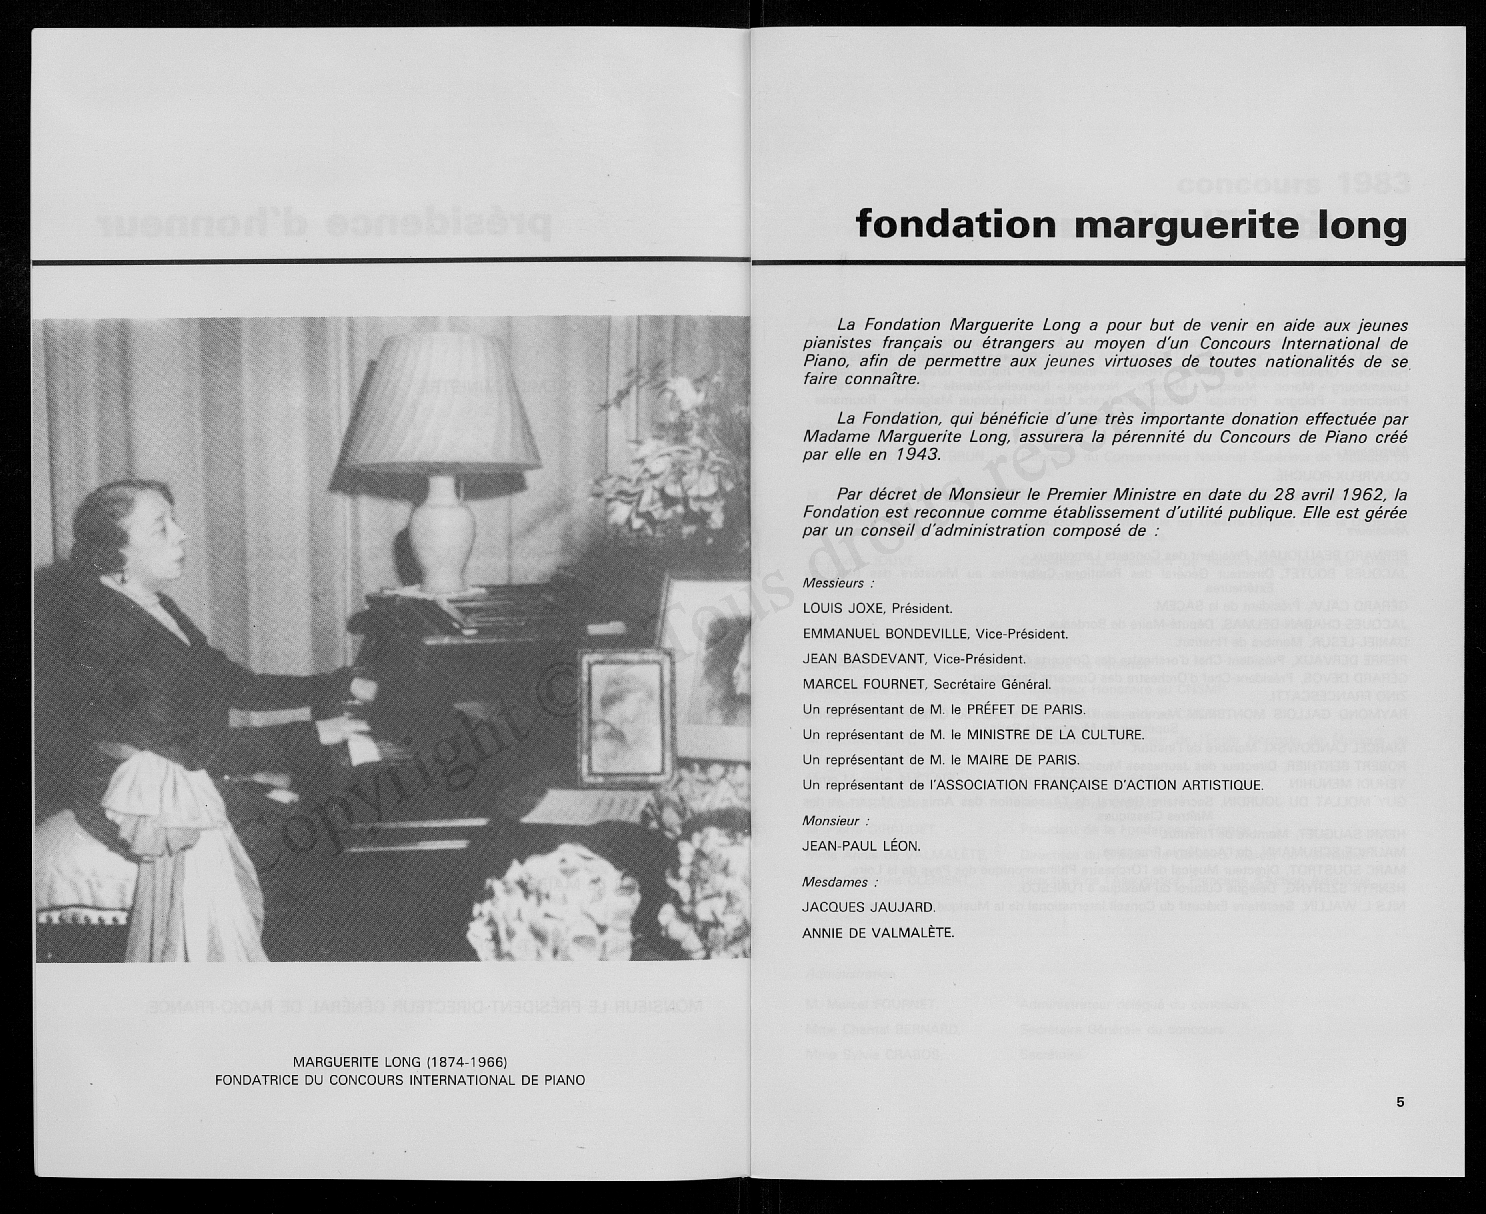 MARGUERITE LONG (1874-1966)
FONDATRICE DU CONCOURS INTERNATIONAL DE PIANO
fondation marguerite long
La Fondation Marguerite Long a pour but de venir en aide aux jeunes
pianistes français ou étrangers au moyen d'un Concours International de
Piano, afin de permettre aux jeunes virtuoses de toutes nationalités de se
faire connaître.
La Fondation, qui bénéficie d'une très importante donation effectuée par
Madame Marguerite Long, assurera la pérennité du Concours de Piano créé
par elle en 1943.
Par décret de Monsieur le Premier Ministre en date du 28 avril 1962, la
Fondation est reconnue comme établissement d'utilité publique. Elle est gérée
par un conseil d'administration composé de :
Messieurs :
LOUIS JOXE, Président.
EMMANUEL BONDEVILLE, Vice-Président.
JEAN BASDEVANT, Vice-Président.
MARCEL FOURNET, Secrétaire Général.
Un représentant de M. le PRÉFET DE PARIS.
Un représentant de M. le MINISTRE DE LA CULTURE.
Un représentant de M. le MAIRE DE PARIS.
Un représentant de l'ASSOCIATION FRANÇAISE D'ACTION ARTISTIQUE.
Monsieur :
JEAN-PAUL LÉON.
Mesdames :
JACQUES JAUJARD.
ANNIE DE VALMALÈTE.
5
Copyright © Tous droits réservés.